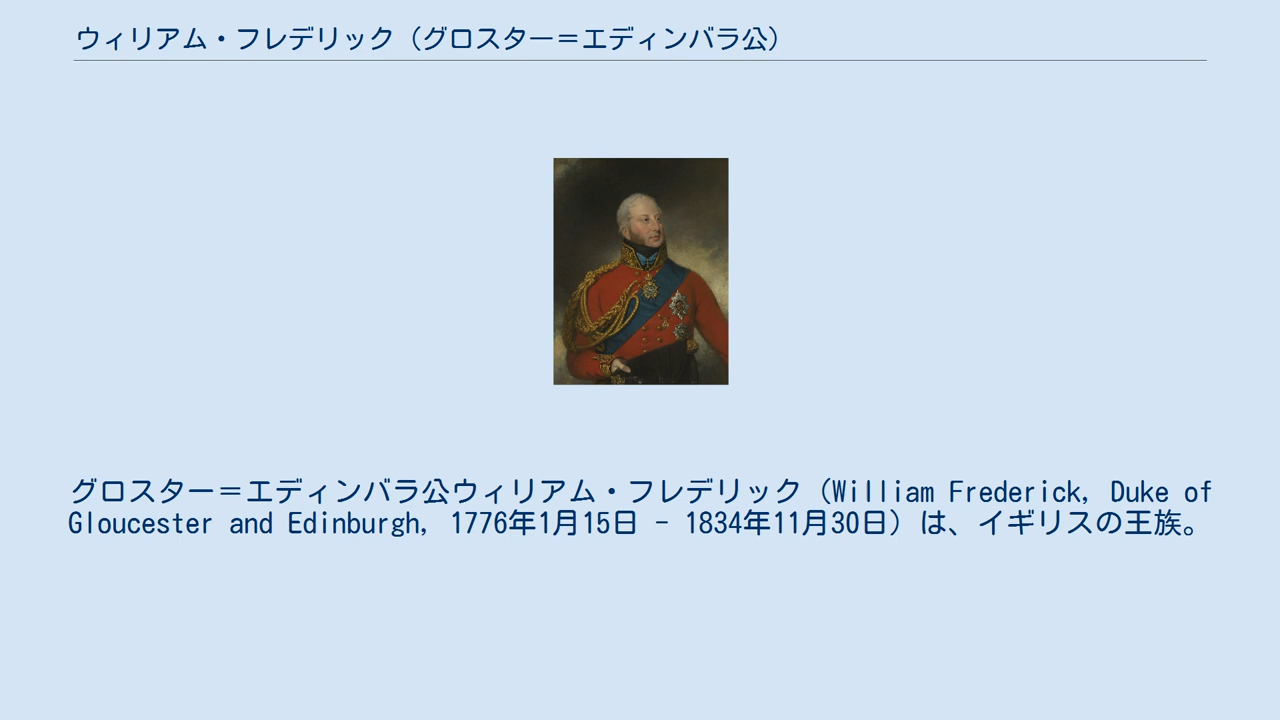 ウィリアム・フレデリック（グロスター＝エディンバラ公）
グロスター＝エディンバラ公ウィリアム・フレデリック（William Frederick, Duke of
Gloucester and Edinburgh, 1776年1月15日 - 1834年11月30日）は、イギリスの王族。